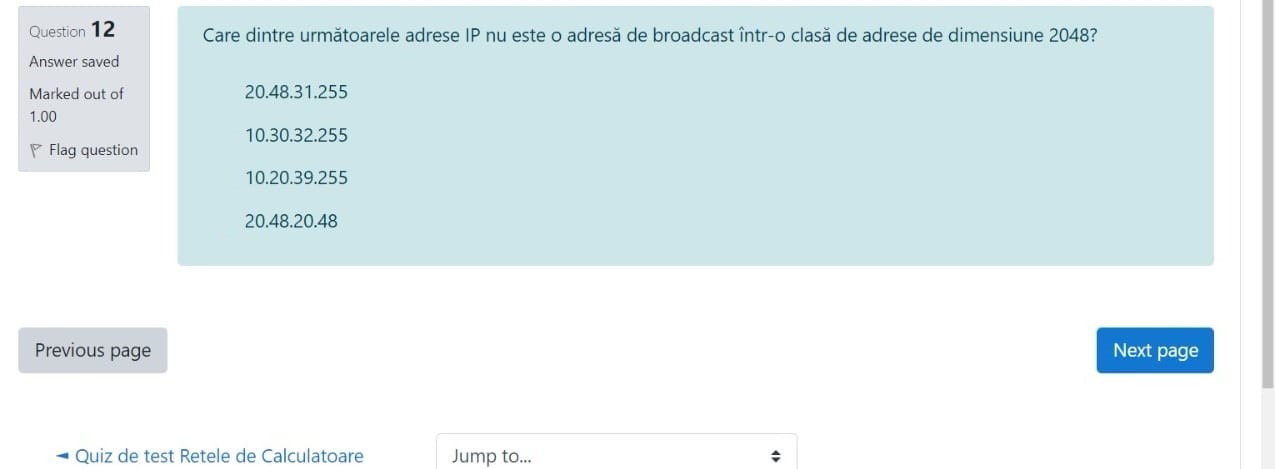 Question 12
Answer saved
Marked out of
1.00
Flag question
Care dintre următoarele adrese IP nu este o adresă de broadcast într-o clasă de adrese de dimensiune 2048?
20.48.31.255
10.30.32.255
10.20.39.255
20.48.20.48
Previous page
Next page
◄ Quiz de test Retele de Calculatoare
Jump to...